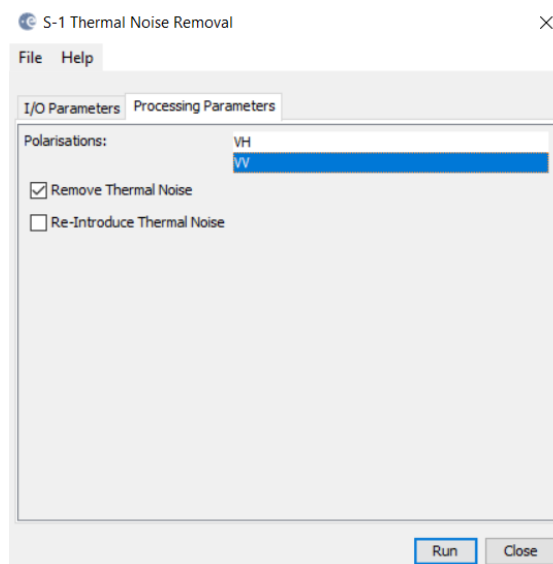 S-1 Thermal Noise Removal
File Help
I/O Parameters Processing Parameters
Polarisations: VH
VV
Remove Thermal Noise
Re-Introduce Thermal Noise
Run Close